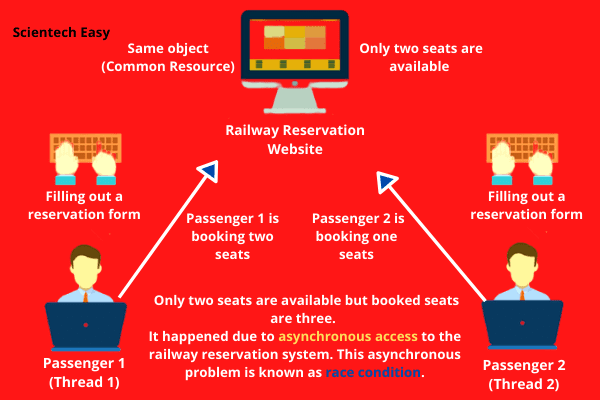 Scientech Easy
Same object
(Common Resource)
Only two seats are
available
Railway Reservation
Website
Filling out a
reservation form
Filling out a
reservation form
Passenger 1 is
booking two
seats
Passenger 2 is
booking one
seats
Only two seats are available but booked seats
are three.
It happened due to asynchronous access to the
railway reservation system. This asynchronous
problem is known as race condition.
Passenger 1
(Thread 1)
Passenger 2
(Thread 2)